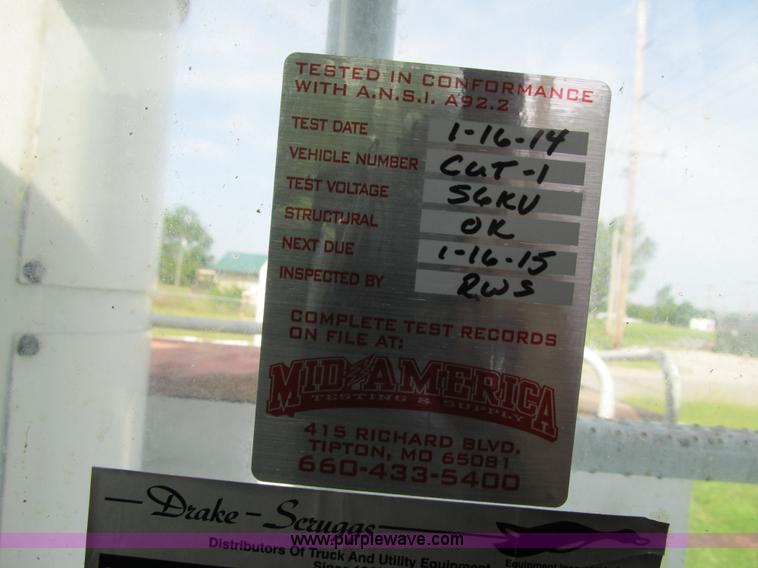 TESTED IN CONFORMANCE
WITH A.N.S.I. A92.2
TEST DATE 1-16-14
VEHICLE NUMBER CUT-1
TEST VOLTAGE 56KV
STRUCTURAL OK
NEXT DUE 1-16-15
INSPECTED BY RWS
COMPLETE TEST RECORDS
ON FILE AT:
MID AMERICA
TESTING & SUPPLY
415 RICHARD BLVD.
TIPTON, MO 65081
660-433-5400
Drake-Scruggs
Distributors Of Truck And Utility Equipment
www.purplewave.com